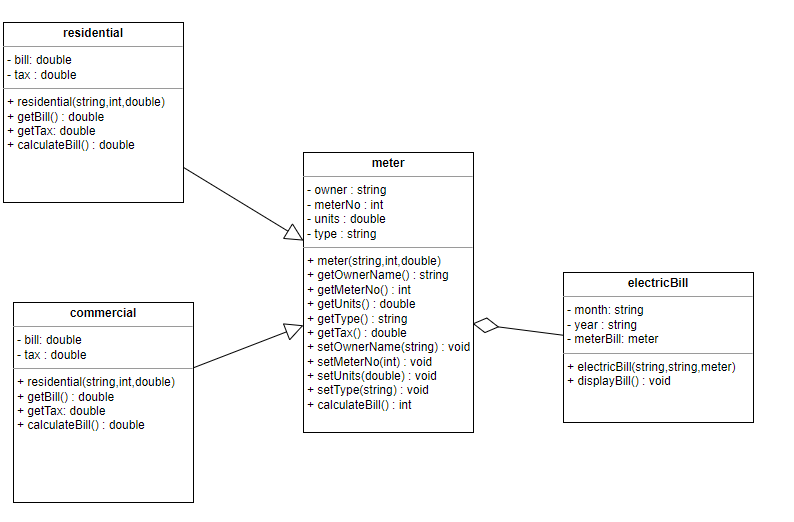 residential
- bill: double
- tax : double
+ residential(string,int,double)
+ getBill() : double
+ getTax: double
+ calculateBill() : double
meter
- owner : string
- meterNo : int
- units : double
- type : string
+ meter(string,int,double)
+ getOwnerName() : string
+ getMeterNo() : int
+ getUnits() : double
+ getType() : string
+ getTax() : double
+ setOwnerName(string) : void
+ setMeterNo(int) : void
+ setUnits(double) : void
+ setType(string) : void
+ calculateBill() : int
commercial
- bill: double
- tax : double
+ residential(string,int,double)
+ getBill() : double
+ getTax: double
+ calculateBill() : double
electricBill
- month: string
- year : string
- meterBill: meter
+ electricBill(string,string,meter)
+ displayBill() : void